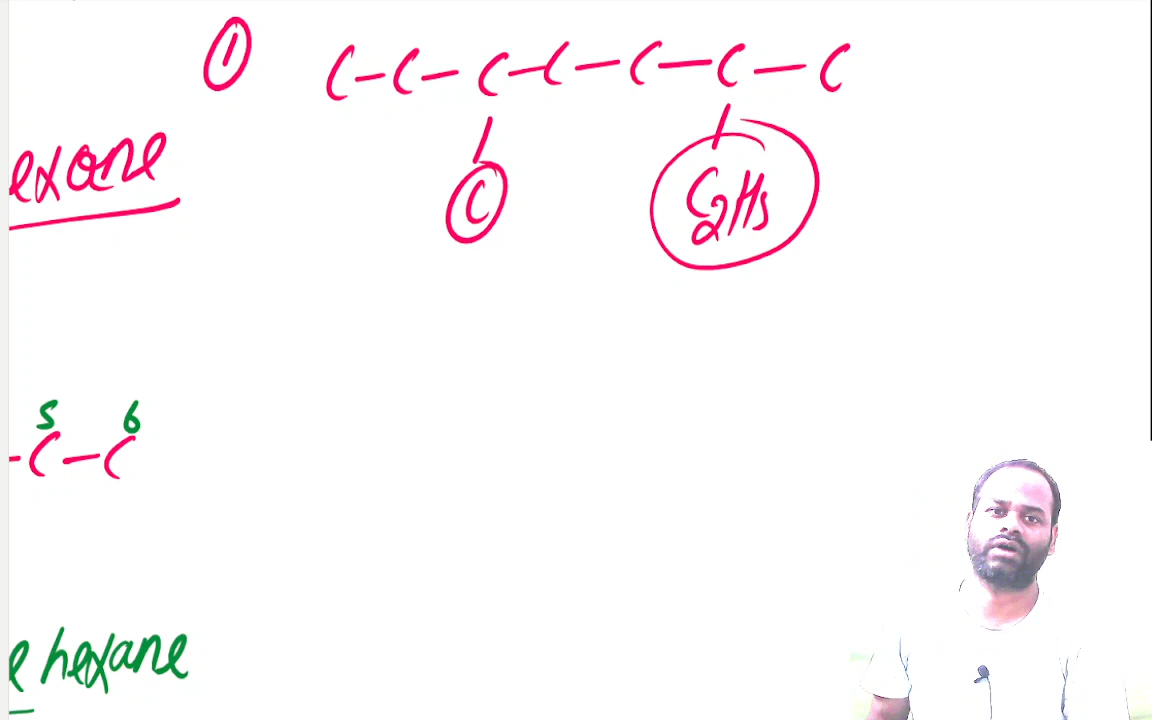 ① C-C-C-C-C-C-C
exane
C C2H5
5 6
-C-C
e hexane